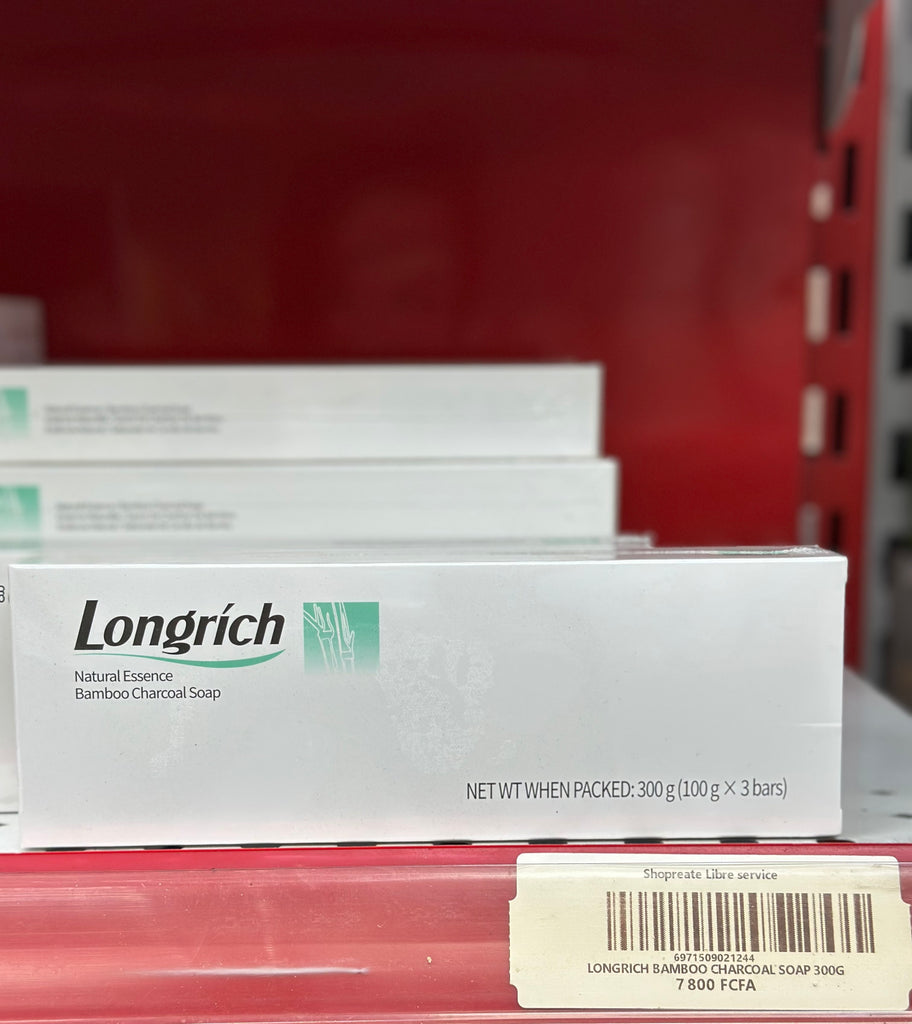 Longrích
Natural Essence
Bamboo Charcoal Soap
NET WT WHEN PACKED: 300 g (100 g × 3 bars)
Shopreate Libre service
6971509021244
LONGRICH BAMBOO CHARCOAL SOAP 300G
7 800 FCFA